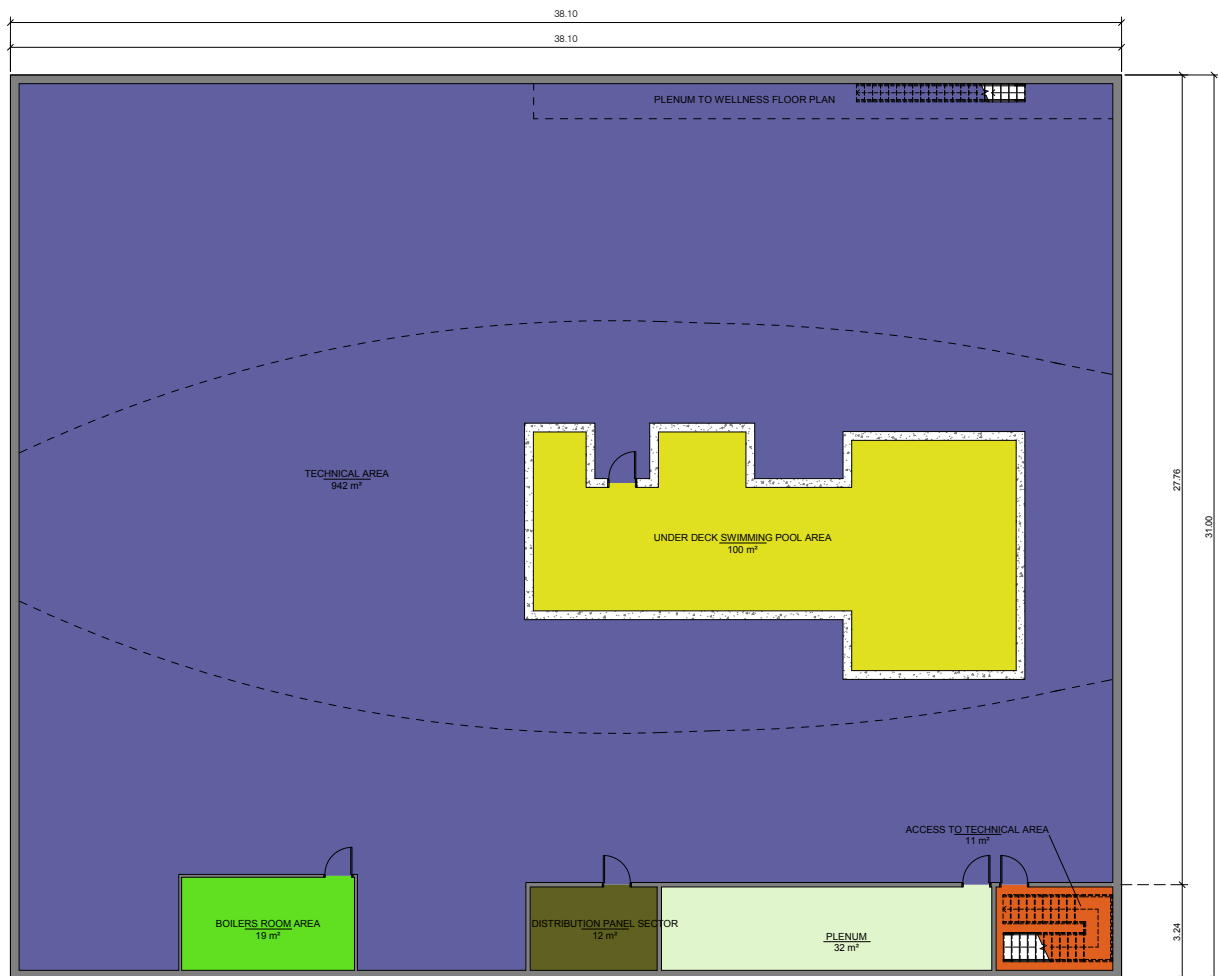 38.10
38.10
PLENUM TO WELLNESS FLOOR PLAN
TECHNICAL AREA
942 m²
27.76
31.00
UNDER DECK SWIMMING POOL AREA
100 m²
ACCESS TO TECHNICAL AREA
11 m²
BOILERS ROOM AREA
19 m²
DISTRIBUTION PANEL SECTOR
12 m²
PLENUM
32 m²
3.24